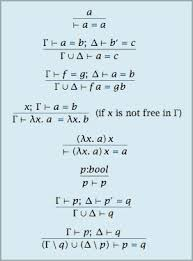 a
⊢ a = a
Γ ⊢ a = b; Δ ⊢ b′ = c
Γ ∪ Δ ⊢ a = c
Γ ⊢ f = g; Δ ⊢ a = b
Γ ∪ Δ ⊢ f a = g b
x; Γ ⊢ a = b (if x is not free in Γ)
Γ ⊢ λx. a = λx. b
(λx. a) x
⊢ (λx. a) x = a
p:bool
p ⊢ p
Γ ⊢ p; Δ ⊢ p′ = q
Γ ∪ Δ ⊢ q
Γ ⊢ p; Δ ⊢ q
(Γ \ q) ∪ (Δ \ p) ⊢ p = q